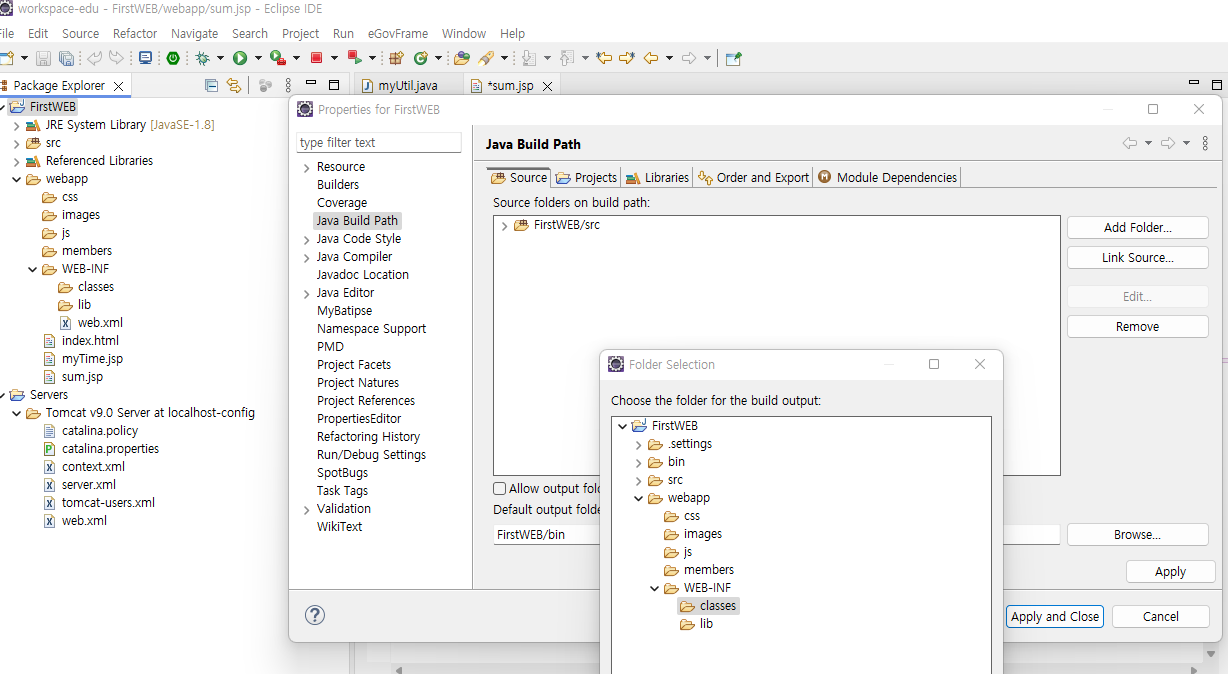 workspace-edu - FirstWEB/webapp/sum.jsp - Eclipse IDE
File Edit Source Refactor Navigate Search Project Run eGovFrame Window Help
Package Explorer
myUtil.java
*sum.jsp
FirstWEB
JRE System Library [JavaSE-1.8]
src
Referenced Libraries
webapp
css
images
js
members
WEB-INF
classes
lib
web.xml
index.html
myTime.jsp
sum.jsp
Servers
Tomcat v9.0 Server at localhost-config
catalina.policy
catalina.properties
context.xml
server.xml
tomcat-users.xml
web.xml
Properties for FirstWEB
type filter text
Resource
Builders
Coverage
Java Build Path
Java Code Style
Java Compiler
Javadoc Location
Java Editor
MyBatipse
Namespace Support
PMD
Project Facets
Project Natures
Project References
PropertiesEditor
Refactoring History
Run/Debug Settings
SpotBugs
Task Tags
Validation
WikiText
Java Build Path
Source Projects Libraries Order and Export Module Dependencies
Source folders on build path:
FirstWEB/src
Add Folder...
Link Source...
Edit...
Remove
Allow output fold
Default output folde
FirstWEB/bin
Browse...
Apply
Apply and Close
Cancel
Folder Selection
Choose the folder for the build output:
FirstWEB
.settings
bin
src
webapp
css
images
js
members
WEB-INF
classes
lib